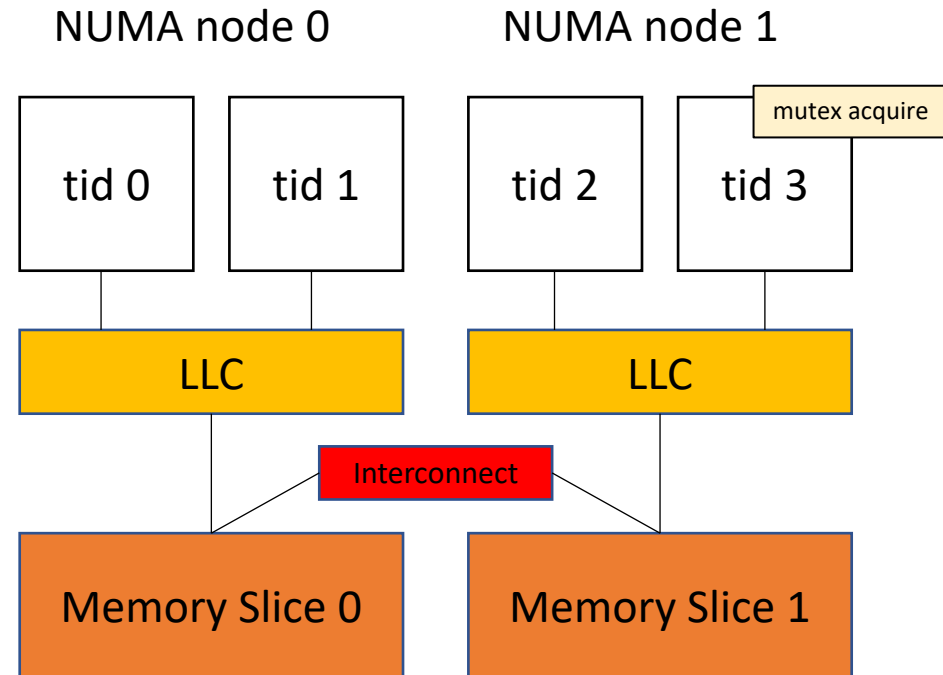 NUMA node 0
NUMA node 1
mutex acquire
tid 0
tid 1
tid 2
tid 3
LLC
LLC
Interconnect
Memory Slice 0
Memory Slice 1